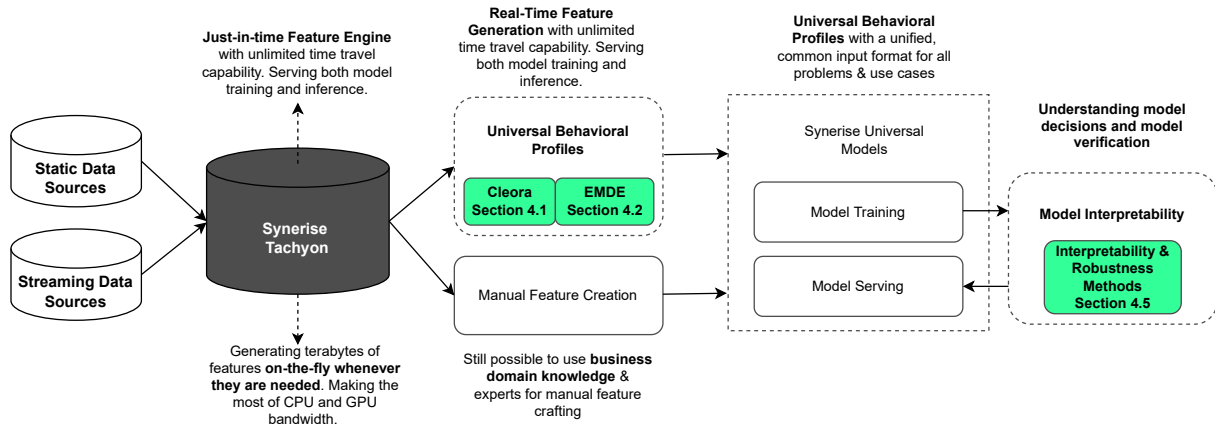 Just-in-time Feature Engine
with unlimited time travel
capability. Serving both model
training and inference.
Real-Time Feature
Generation with unlimited
time travel capability. Serving
both model training and
inference.
Universal Behavioral
Profiles with a unified,
common input format for all
problems & use cases
Understanding model
decisions and model
verification
Static Data
Sources
Streaming Data
Sources
Synerise
Tachyon
Universal Behavioral
Profiles
Cleora
Section 4.1
EMDE
Section 4.2
Manual Feature Creation
Synerise Universal
Models
Model Training
Model Serving
Model Interpretability
Interpretability &
Robustness
Methods
Section 4.5
Generating terabytes of
features on-the-fly whenever
they are needed. Making the
most of CPU and GPU
bandwidth.
Still possible to use business
domain knowledge &
experts for manual feature
crafting